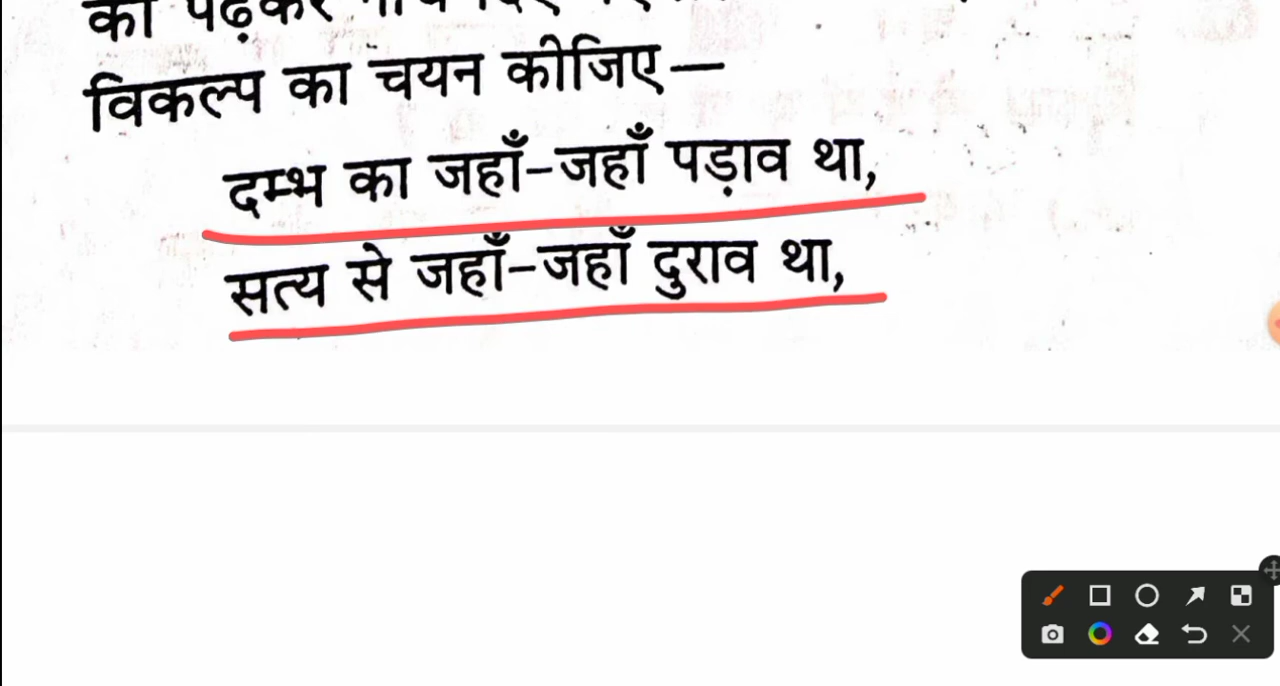 विकल्प का चयन कीजिए—
दम्भ का जहाँ-जहाँ पड़ाव था,
सत्य से जहाँ-जहाँ दुराव था,